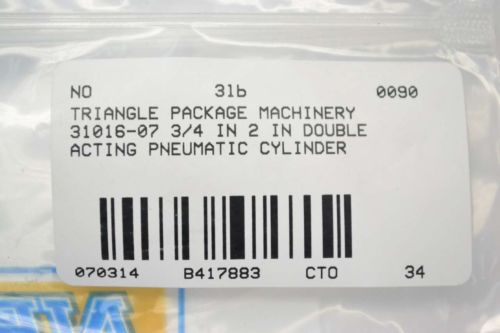 NO 3lb 0090
TRIANGLE PACKAGE MACHINERY
31016-07 3/4 IN 2 IN DOUBLE
ACTING PNEUMATIC CYLINDER
070314 B417883 CTO 34